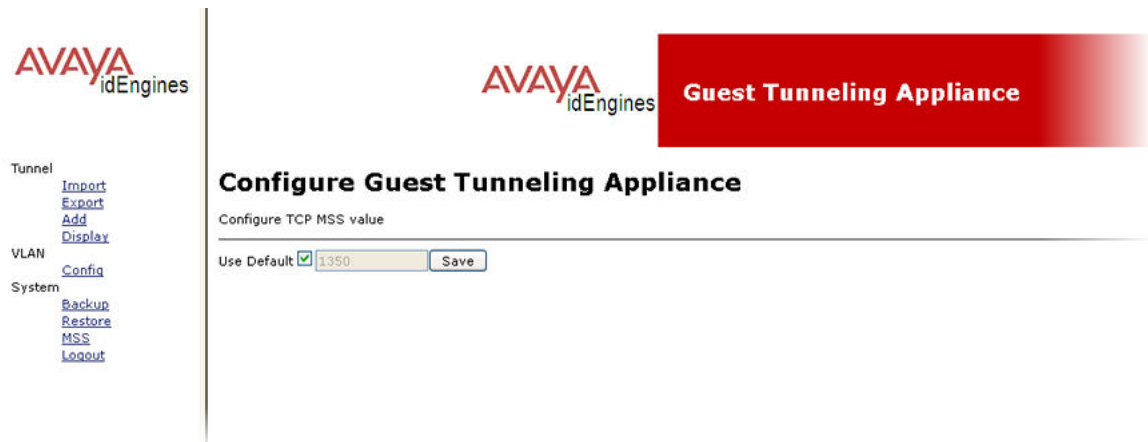 AVAYA
idEngines
Tunnel
Import
Export
Add
Display
VLAN
Config
System
Backup
Restore
MSS
Logout
AVAYA
idEngines
Guest Tunneling Appliance
Configure Guest Tunneling Appliance
Configure TCP MSS value
Use Default 1350 Save